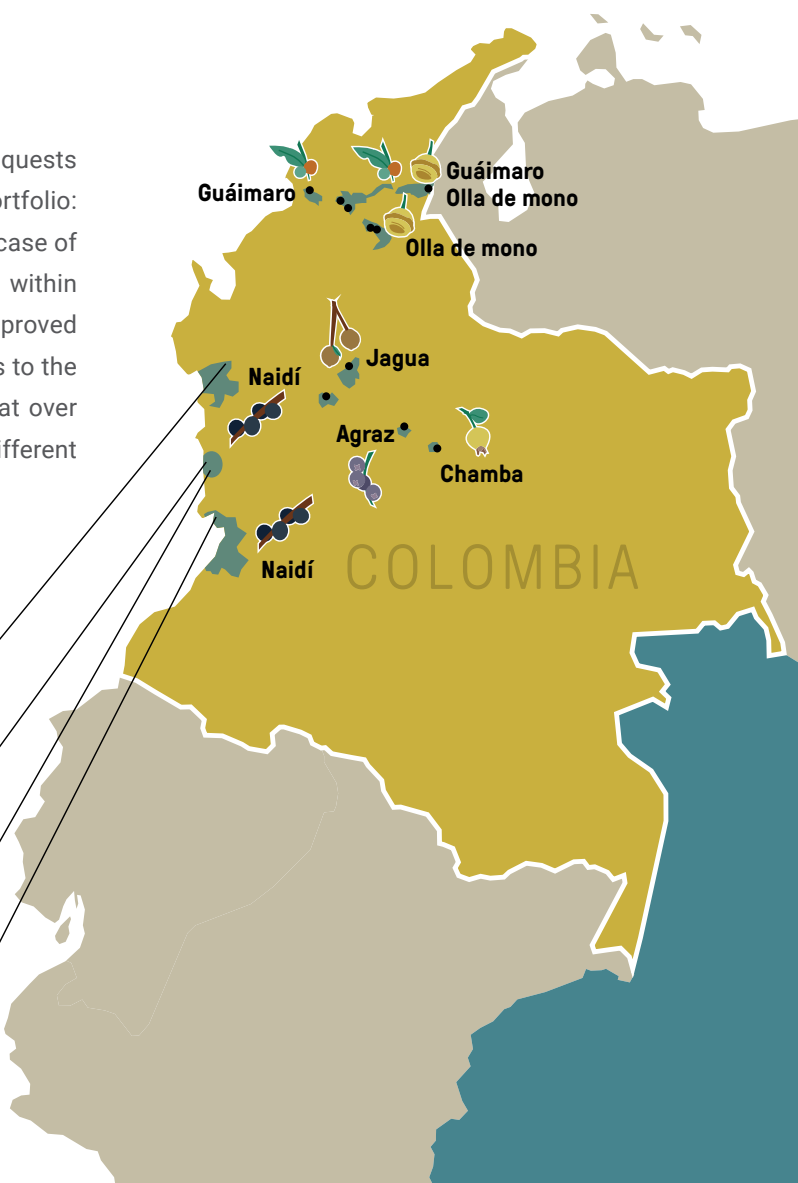 quests
rtfolio:
case of
within
proved
s to the
at over
ifferent
Guáimaro
Guáimaro
Olla de mono
Olla de mono
Jagua
Naidí
Agraz
Chamba
Naidí
COLOMBIA